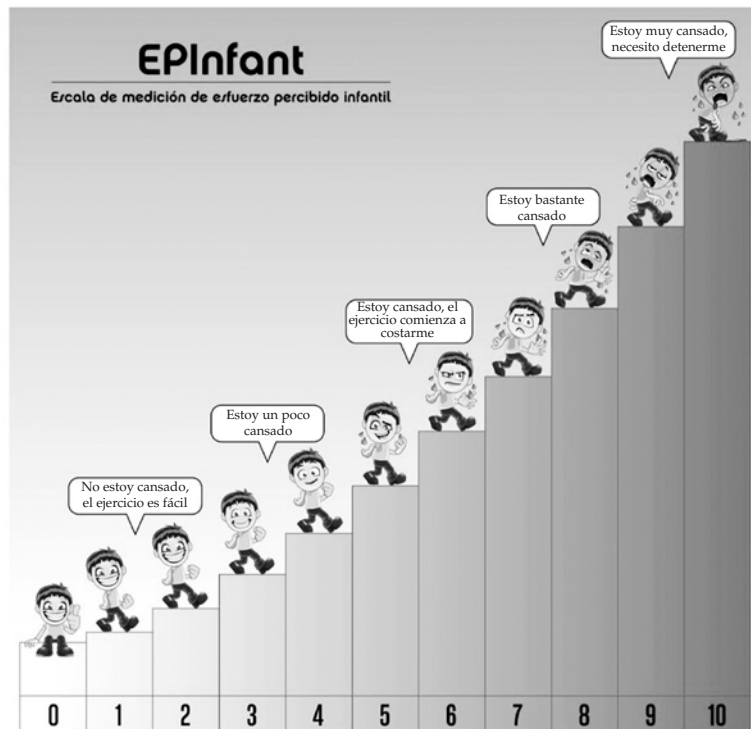 EPInfant
Escala de medición de esfuerzo percibido infantil
Estoy muy cansado,
necesito detenerme
Estoy bastante
cansado
Estoy cansado, el
ejercicio comienza a
costarme
Estoy un poco
cansado
No estoy cansado,
el ejercicio es fácil
0 1 2 3 4 5 6 7 8 9 10